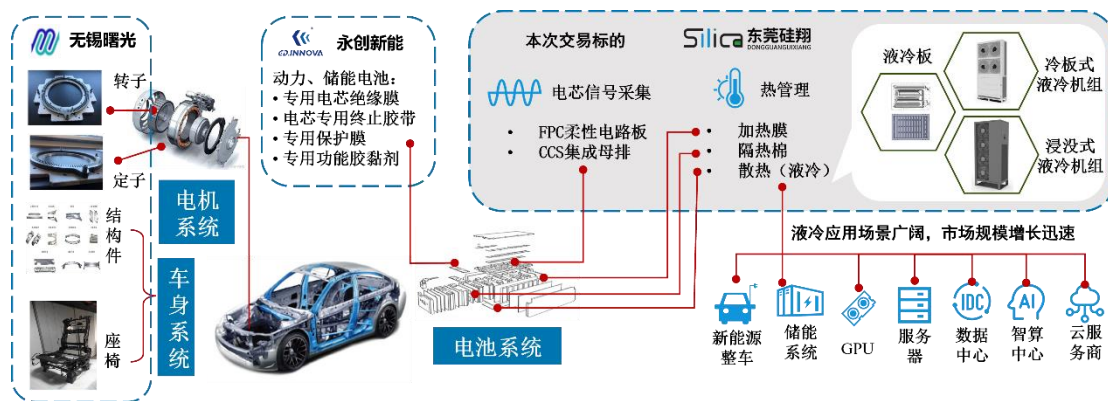 无锡曙光
转子
定子
电机
系统
结
构
件
座
椅
车
身
系
统
GD.INNOVA
永创新能
动力、储能电池：
• 专用电芯绝缘膜
• 电芯专用终止胶带
• 专用保护膜
• 专用功能胶黏剂
本次交易标的
Silica 东莞硅翔
DONGGUANGUIXIANG
电芯信号采集
• FPC柔性电路板
• CCS集成母排
热管理
• 加热膜
• 隔热棉
• 散热（液冷）
液冷板
冷板式
液冷机组
浸没式
液冷机组
电池系统
液冷应用场景广阔，市场规模增长迅速
新能源
整车
储能
系统
GPU
服务
器
IDC
数据
中心
AI
智算
中心
云服
务商